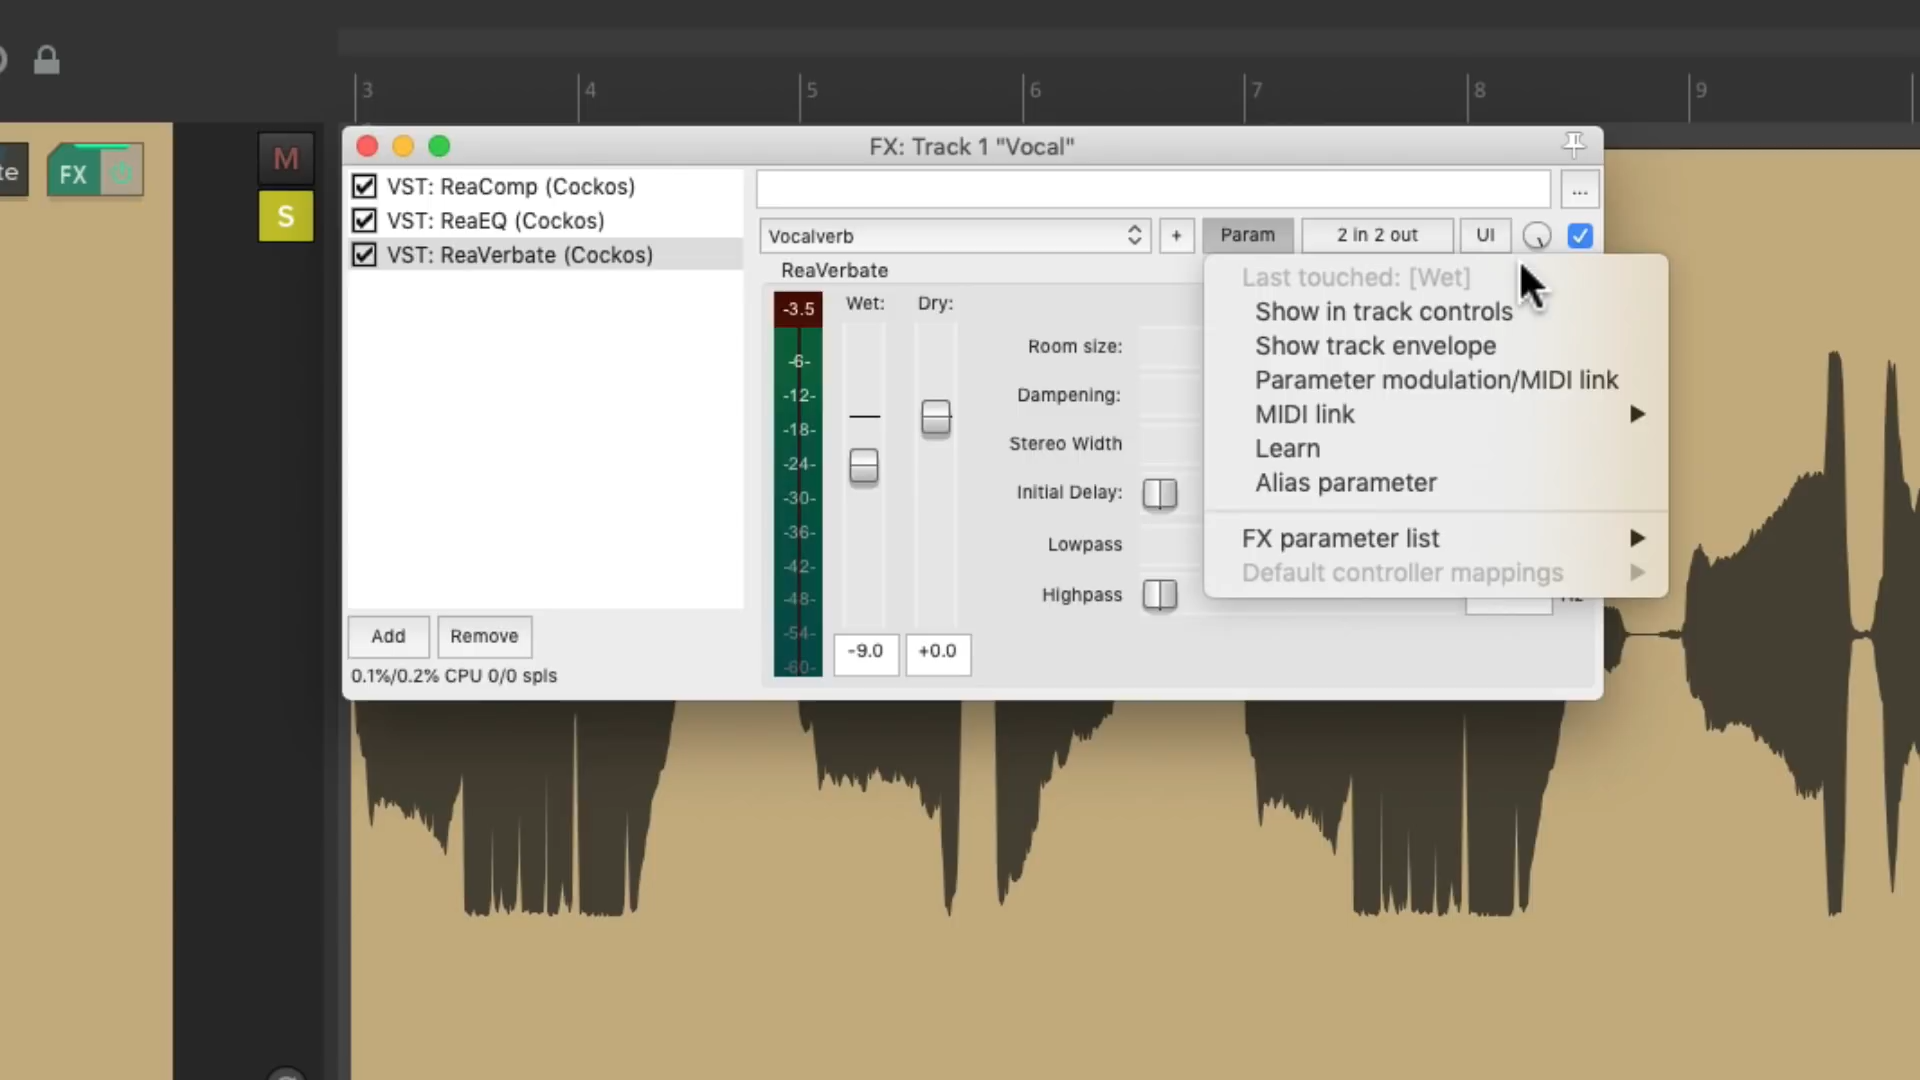 3 4 5 6 7 8 9
FX: Track 1 "Vocal"
te
FX
M
S
VST: ReaComp (Cockos)
VST: ReaEQ (Cockos)
VST: ReaVerbate (Cockos)
...
Vocalverb
+
Param
2 in 2 out
UI
ReaVerbate
Wet:
Dry:
-3.5
-6-
-12-
-18-
-24-
-30-
-36-
-42-
-48-
-54-
-60-
Room size:
Dampening:
Stereo Width
Initial Delay:
Lowpass
Highpass
-9.0
+0.0
Last touched: [Wet]
Show in track controls
Show track envelope
Parameter modulation/MIDI link
MIDI link
Learn
Alias parameter
FX parameter list
Default controller mappings
Add
Remove
0.1%/0.2% CPU 0/0 spls